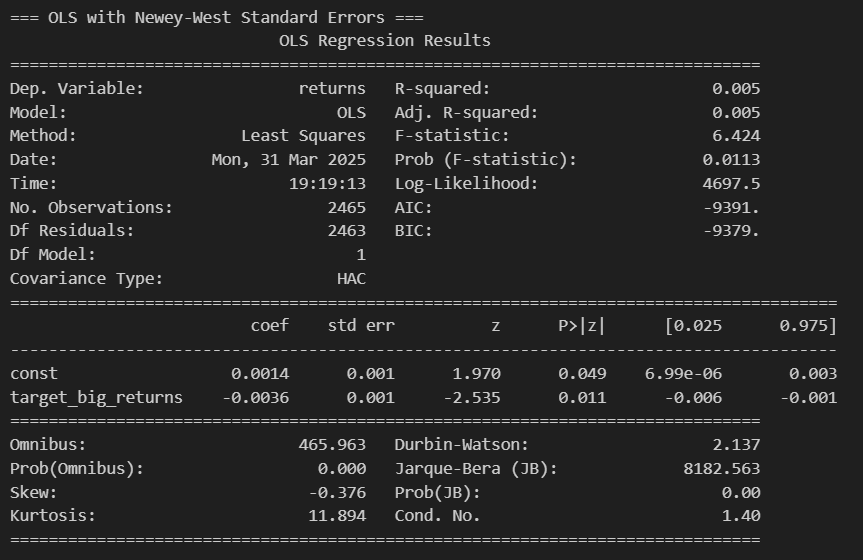 === OLS with Newey-West Standard Errors ===
                            OLS Regression Results
==============================================================================
Dep. Variable:                returns   R-squared:                       0.005
Model:                            OLS   Adj. R-squared:                  0.005
Method:                 Least Squares   F-statistic:                     6.424
Date:                Mon, 31 Mar 2025   Prob (F-statistic):             0.0113
Time:                        19:19:13   Log-Likelihood:                 4697.5
No. Observations:                2465   AIC:                            -9391.
Df Residuals:                    2463   BIC:                            -9379.
Df Model:                           1
Covariance Type:                  HAC
======================================================================================
                         coef    std err          z      P>|z|      [0.025      0.975]
--------------------------------------------------------------------------------------
const                  0.0014      0.001      1.970      0.049    6.99e-06       0.003
target_big_returns    -0.0036      0.001     -2.535      0.011      -0.006      -0.001
==============================================================================
Omnibus:                      465.963   Durbin-Watson:                   2.137
Prob(Omnibus):                  0.000   Jarque-Bera (JB):             8182.563
Skew:                          -0.376   Prob(JB):                         0.00
Kurtosis:                      11.894   Cond. No.                         1.40
==============================================================================